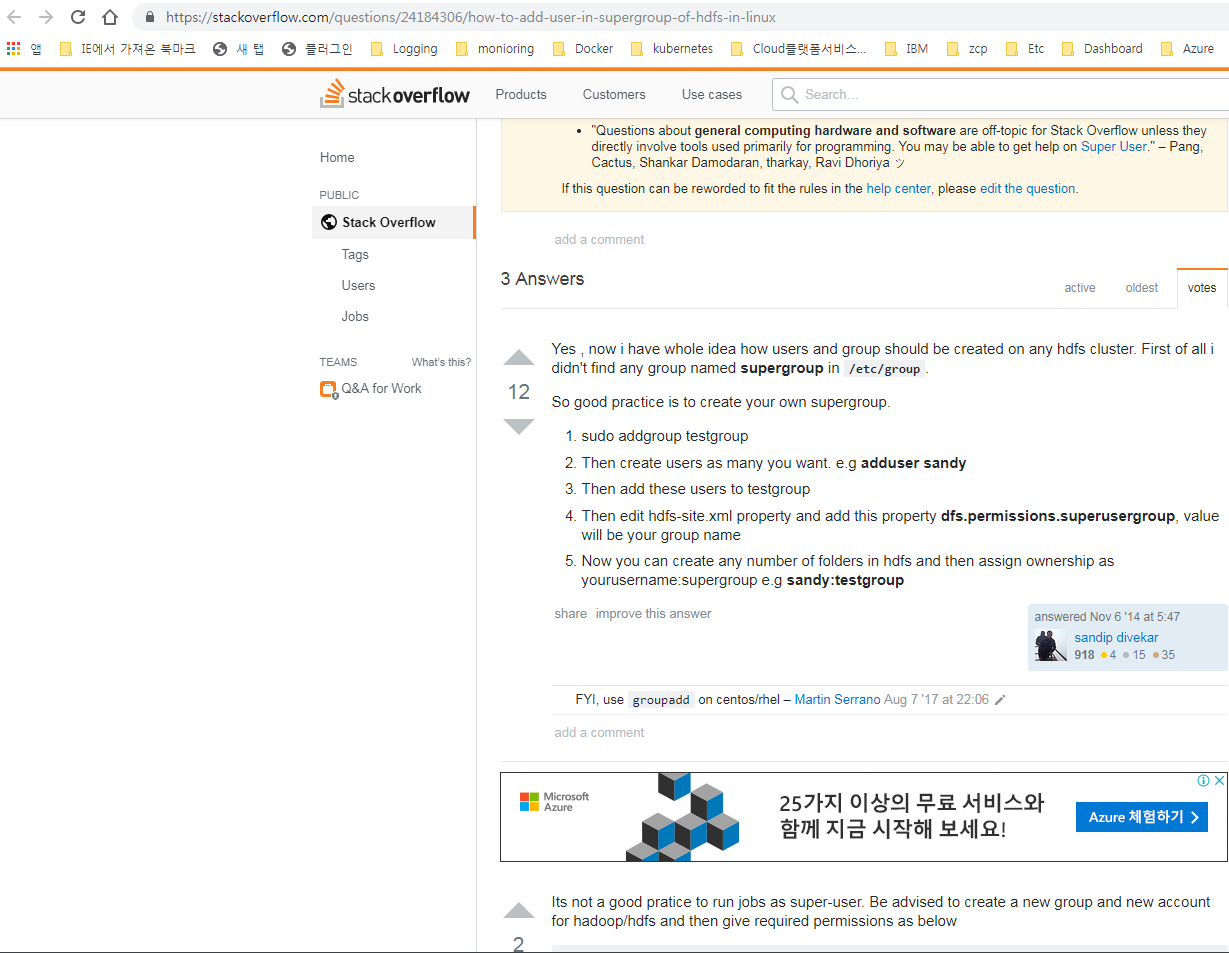 https://stackoverflow.com/questions/24184306/how-to-add-user-in-supergroup-of-hdfs-in-linux
앱 IE에서 가져온 북마크 새 탭 플러그인 Logging monioring Docker kubernetes Cloud플랫폼서비스... IBM zcp Etc Dashboard Azure
stackoverflow Products Customers Use cases Search...
Home
PUBLIC
Stack Overflow
Tags
Users
Jobs
TEAMS What's this?
Q&A for Work
• "Questions about general computing hardware and software are off-topic for Stack Overflow unless they
directly involve tools used primarily for programming. You may be able to get help on Super User." – Pang,
Cactus, Shankar Damodaran, tharkay, Ravi Dhoriya ツ
If this question can be reworded to fit the rules in the help center, please edit the question.
add a comment
3 Answers
active oldest votes
12
Yes , now i have whole idea how users and group should be created on any hdfs cluster. First of all i
didn't find any group named supergroup in /etc/group.
So good practice is to create your own supergroup.
1. sudo addgroup testgroup
2. Then create users as many you want. e.g adduser sandy
3. Then add these users to testgroup
4. Then edit hdfs-site.xml property and add this property dfs.permissions.superusergroup, value
will be your group name
5. Now you can create any number of folders in hdfs and then assign ownership as
yourusername:supergroup e.g sandy:testgroup
share improve this answer
answered Nov 6 '14 at 5:47
sandip divekar
918 ●4 ●15 ●35
FYI, use groupadd on centos/rhel – Martin Serrano Aug 7 '17 at 22:06
add a comment
Microsoft
Azure
25가지 이상의 무료 서비스와
함께 지금 시작해 보세요!
Azure 체험하기
2
Its not a good pratice to run jobs as super-user. Be advised to create a new group and new account
for hadoop/hdfs and then give required permissions as below